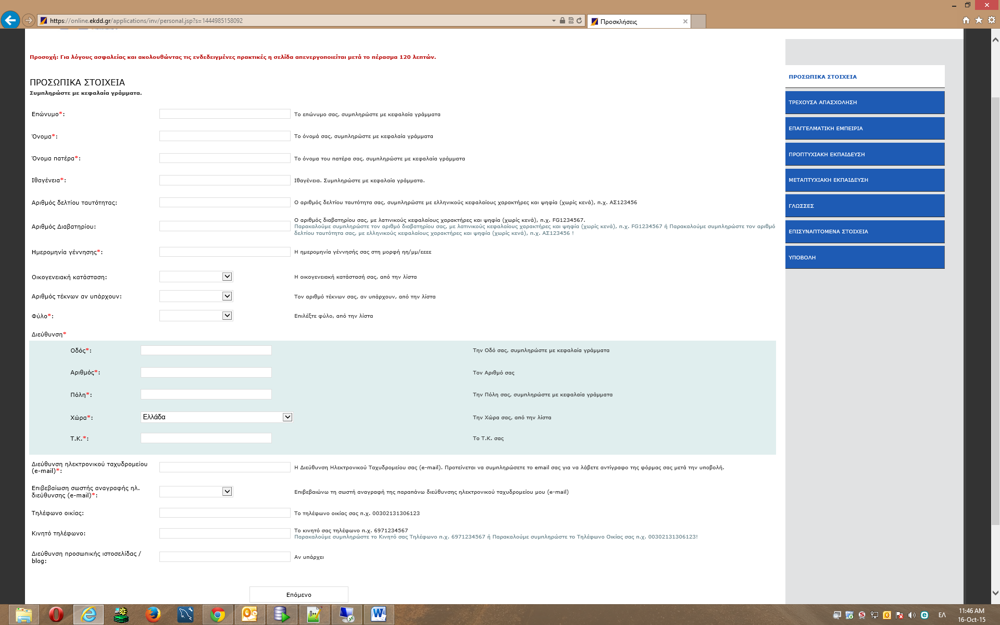 https://online.ekdd.gr/applications/inv/personal.jsp?s=1444985158092
Προσκλήσεις
Προσοχή: Για λόγους ασφαλείας και ακολουθώντας τις ενδεδειγμένες πρακτικές η σελίδα απενεργοποιείται μετά το πέρασμα 120 λεπτών.
ΠΡΟΣΩΠΙΚΑ ΣΤΟΙΧΕΙΑ
Συμπληρώστε με κεφαλαία γράμματα.
Επώνυμο*: Το επώνυμο σας, συμπληρώστε με κεφαλαία γράμματα
Όνομα*: Το όνομά σας, συμπληρώστε με κεφαλαία γράμματα
Όνομα πατέρα*: Το όνομα του πατέρα σας, συμπληρώστε με κεφαλαία γράμματα
Ιθαγένεια*: Ιθαγένεια. Συμπληρώστε με κεφαλαία γράμματα.
Αριθμός δελτίου ταυτότητας: Ο αριθμός δελτίου ταυτότητα σας, συμπληρώστε με ελληνικούς κεφαλαίους χαρακτήρες και ψηφία (χωρίς κενά), π.χ. ΑΣ123456
Αριθμός Διαβατηρίου: Ο αριθμός διαβατηρίου σας, με λατινικούς κεφαλαίους χαρακτήρες και ψηφία (χωρίς κενά), π.χ. FG1234567.
Παρακαλούμε συμπληρώστε τον αριθμό διαβατηρίου σας, με λατινικούς κεφαλαίους χαρακτήρες και ψηφία (χωρίς κενά), π.χ. FG1234567 ή Παρακαλούμε συμπληρώστε τον αριθμό
δελτίου ταυτότητα σας, με ελληνικούς κεφαλαίους χαρακτήρες και ψηφία (χωρίς κενά), π.χ. ΑΣ123456 !
Ημερομηνία γέννησης*: Η ημερομηνία γέννησής σας στη μορφή ηη/μμ/εεεε
Οικογενειακή κατάσταση: Η οικογενειακή κατάστασή σας, από την λίστα
Αριθμός τέκνων αν υπάρχουν: Τον αριθμό τέκνων σας, αν υπάρχουν, από την λίστα
Φύλο*: Επιλέξτε φύλο, από την λίστα
Διεύθυνση*
Οδός*: Την Οδό σας, συμπληρώστε με κεφαλαία γράμματα
Αριθμός*: Τον Αριθμό σας
Πόλη*: Την Πόλη σας, συμπληρώστε με κεφαλαία γράμματα
Χώρα*: Ελλάδα Την Χώρα σας, από την λίστα
Τ.Κ.*: Το Τ.Κ. σας
Διεύθυνση ηλεκτρονικού ταχυδρομείου
(e-mail)*: Η Διεύθυνση Ηλεκτρονικού Ταχυδρομείου σας (e-mail). Προτείνεται να συμπληρώσετε το email σας για να λάβετε αντίγραφο της φόρμας σας μετά την υποβολή.
Επιβεβαίωση σωστής αναγραφής ηλ.
διεύθυνσης (e-mail)*: Επιβεβαιώνω τη σωστή αναγραφή της παραπάνω διεύθυνσης ηλεκτρονικού ταχυδρομείου μου (e-mail)
Τηλέφωνο οικίας: Το τηλέφωνο οικίας σας π.χ. 00302131306123
Κινητό τηλέφωνο: Το κινητό σας τηλέφωνο π.χ. 6971234567
Παρακαλούμε συμπληρώστε το Κινητό σας Τηλέφωνο π.χ. 6971234567 ή Παρακαλούμε συμπληρώστε το Τηλέφωνο Οικίας σας π.χ. 00302131306123!
Διεύθυνση προσωπικής ιστοσελίδας /
blog: Αν υπάρχει
Επόμενο
ΠΡΟΣΩΠΙΚΑ ΣΤΟΙΧΕΙΑ
ΤΡΕΧΟΥΣΑ ΑΠΑΣΧΟΛΗΣΗ
ΕΠΑΓΓΕΛΜΑΤΙΚΗ ΕΜΠΕΙΡΙΑ
ΠΡΟΠΤΥΧΙΑΚΗ ΕΚΠΑΙΔΕΥΣΗ
ΜΕΤΑΠΤΥΧΙΑΚΗ ΕΚΠΑΙΔΕΥΣΗ
ΓΛΩΣΣΕΣ
ΕΠΙΣΥΝΑΠΤΟΜΕΝΑ ΣΤΟΙΧΕΙΑ
ΥΠΟΒΟΛΗ
ΕΛ
11:46 AM
16-Oct-15